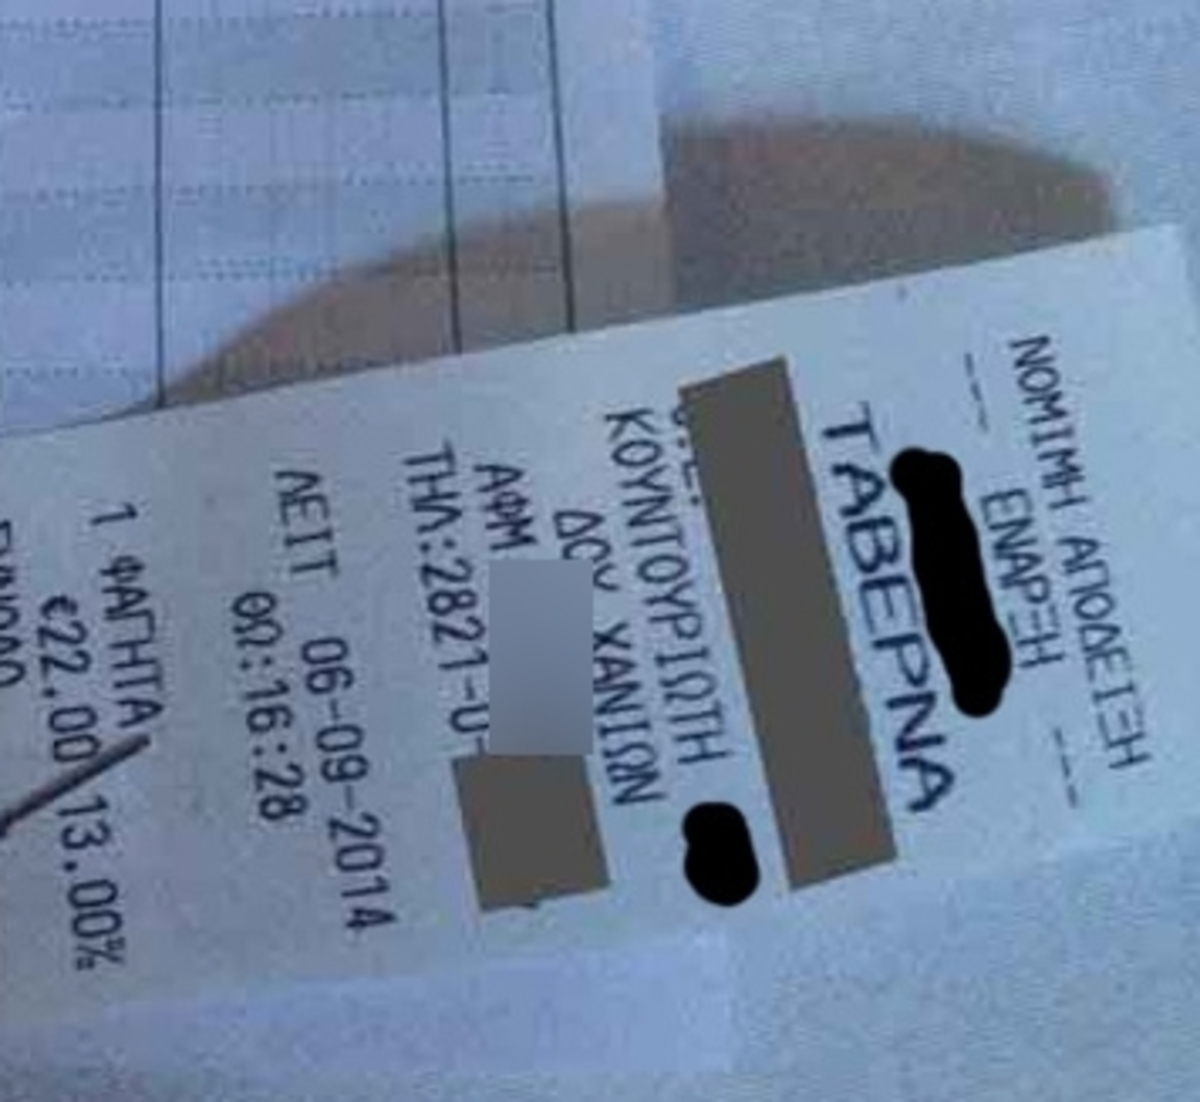 ΝΟΜΙΜΗ ΑΠΟΔΕΙΞΗ
--- ΕΝΑΡΞΗ ---
ΤΑΒΕΡΝΑ
ΚΟΥΝΤΟΥΡΙΩΤΗ
ΔΟΥ ΧΑΝΙΩΝ
ΑΦΜ
ΤΗΛ:2821-0-
ΛΕΙΤ 06-09-2014
ΘΩ:16:28
1 ΦΑΓΗΤΑ
€22.00 13.00%